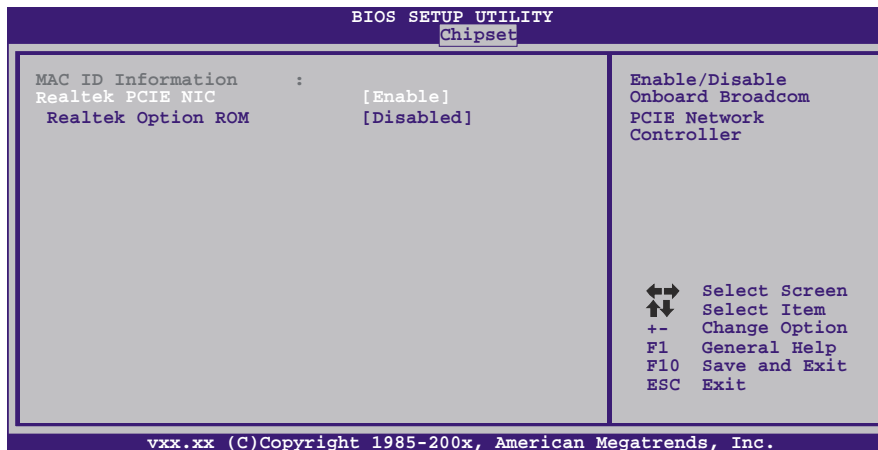 BIOS SETUP UTILITY
Chipset
MAC ID Information :
Realtek PCIE NIC [Enable]
Realtek Option ROM [Disabled]
Enable/Disable
Onboard Broadcom
PCIE Network
Controller
Select Screen
Select Item
+- Change Option
F1 General Help
F10 Save and Exit
ESC Exit
vxx.xx (C)Copyright 1985-200x, American Megatrends, Inc.